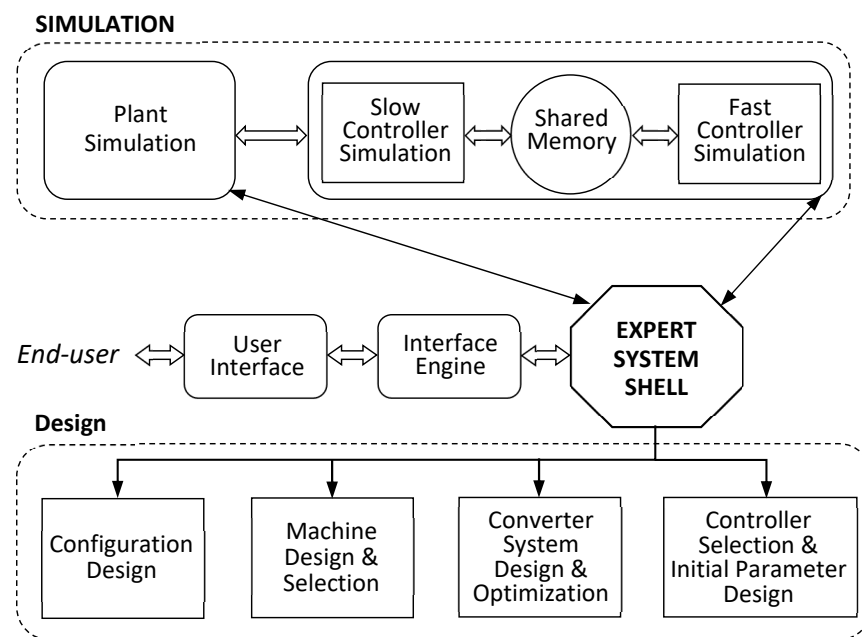 SIMULATION
Plant
Simulation
Slow
Controller
Simulation
Shared
Memory
Fast
Controller
Simulation
End-user
User
Interface
Interface
Engine
EXPERT
SYSTEM
SHELL
Design
Configuration
Design
Machine
Design &
Selection
Converter
System
Design &
Optimization
Controller
Selection &
Initial Parameter
Design